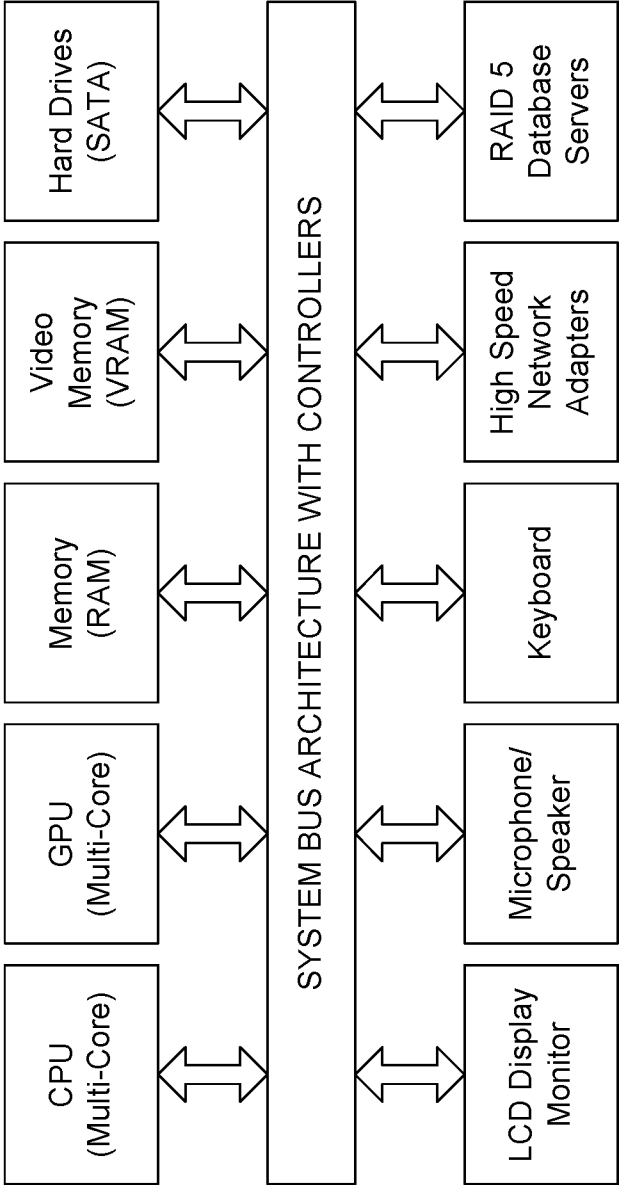 CPU
(Multi-Core)
GPU
(Multi-Core)
Memory
(RAM)
Video
Memory
(VRAM)
Hard Drives
(SATA)
SYSTEM BUS ARCHITECTURE WITH CONTROLLERS
LCD Display
Monitor
Microphone/
Speaker
Keyboard
High Speed
Network
Adapters
RAID 5
Database
Servers